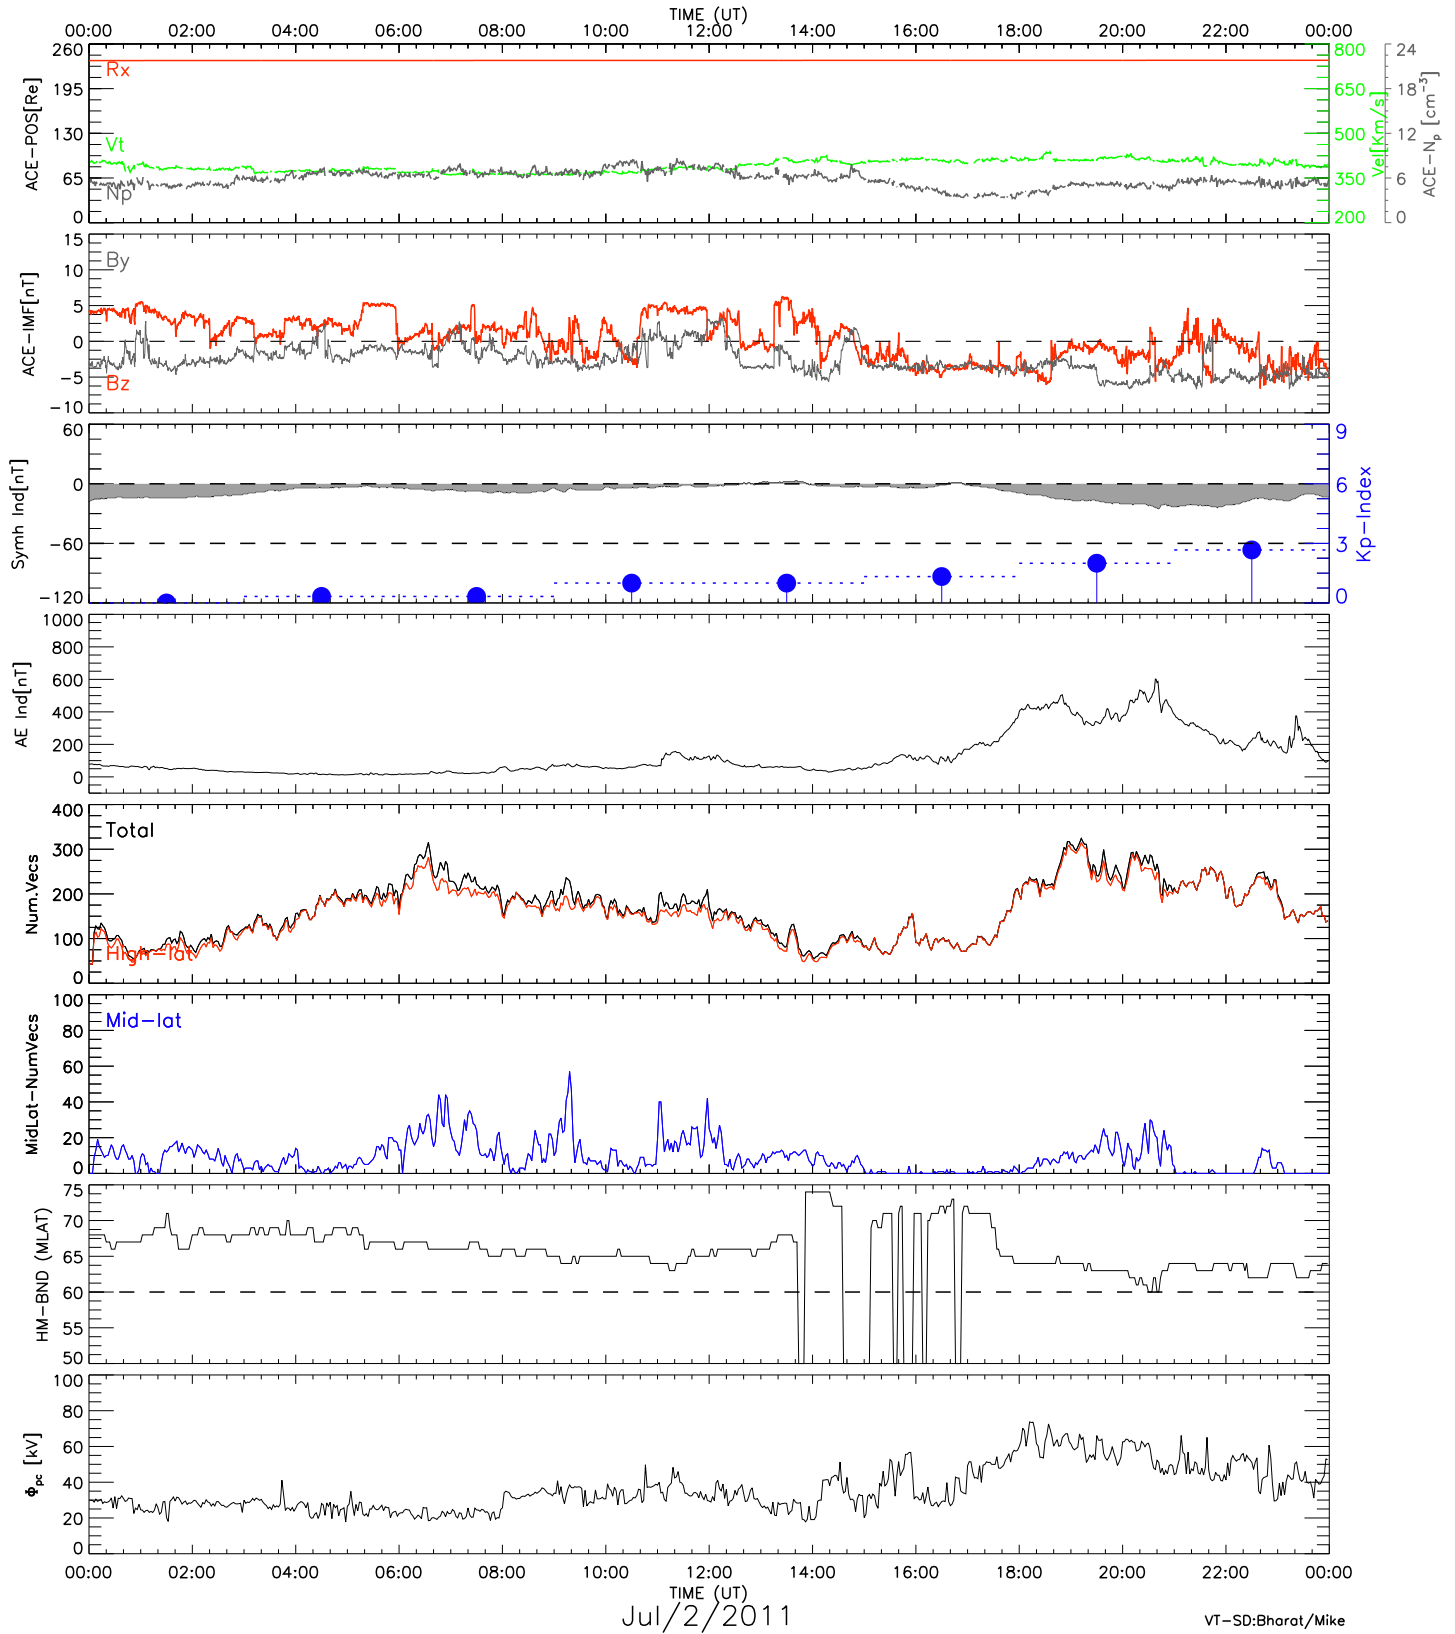 TIME (UT)
00:00 02:00 04:00 06:00 08:00 10:00 12:00 14:00 16:00 18:00 20:00 22:00 00:00
ACE-POS[Re]
260
195
130
65
0
Rx
Vt
Np
800
650
500
350
200
Vel[Km/s]
24
18
12
6
0
ACE-Np [cm-3]
ACE-IMF[nT]
15
10
5
0
-5
-10
By
Bz
Symh Ind[nT]
60
0
-60
-120
9
6
3
0
Kp-Index
AE Ind[nT]
1000
800
600
400
200
0
Num.Vecs
400
300
200
100
0
Total
High-lat
MidLat-NumVecs
100
80
60
40
20
0
Mid-lat
HM-BND (MLAT)
75
70
65
60
55
50
Φpc [kV]
100
80
60
40
20
0
00:00 02:00 04:00 06:00 08:00 10:00 12:00 14:00 16:00 18:00 20:00 22:00 00:00
TIME (UT)
Jul/2/2011
VT-SD:Bharat/Mike